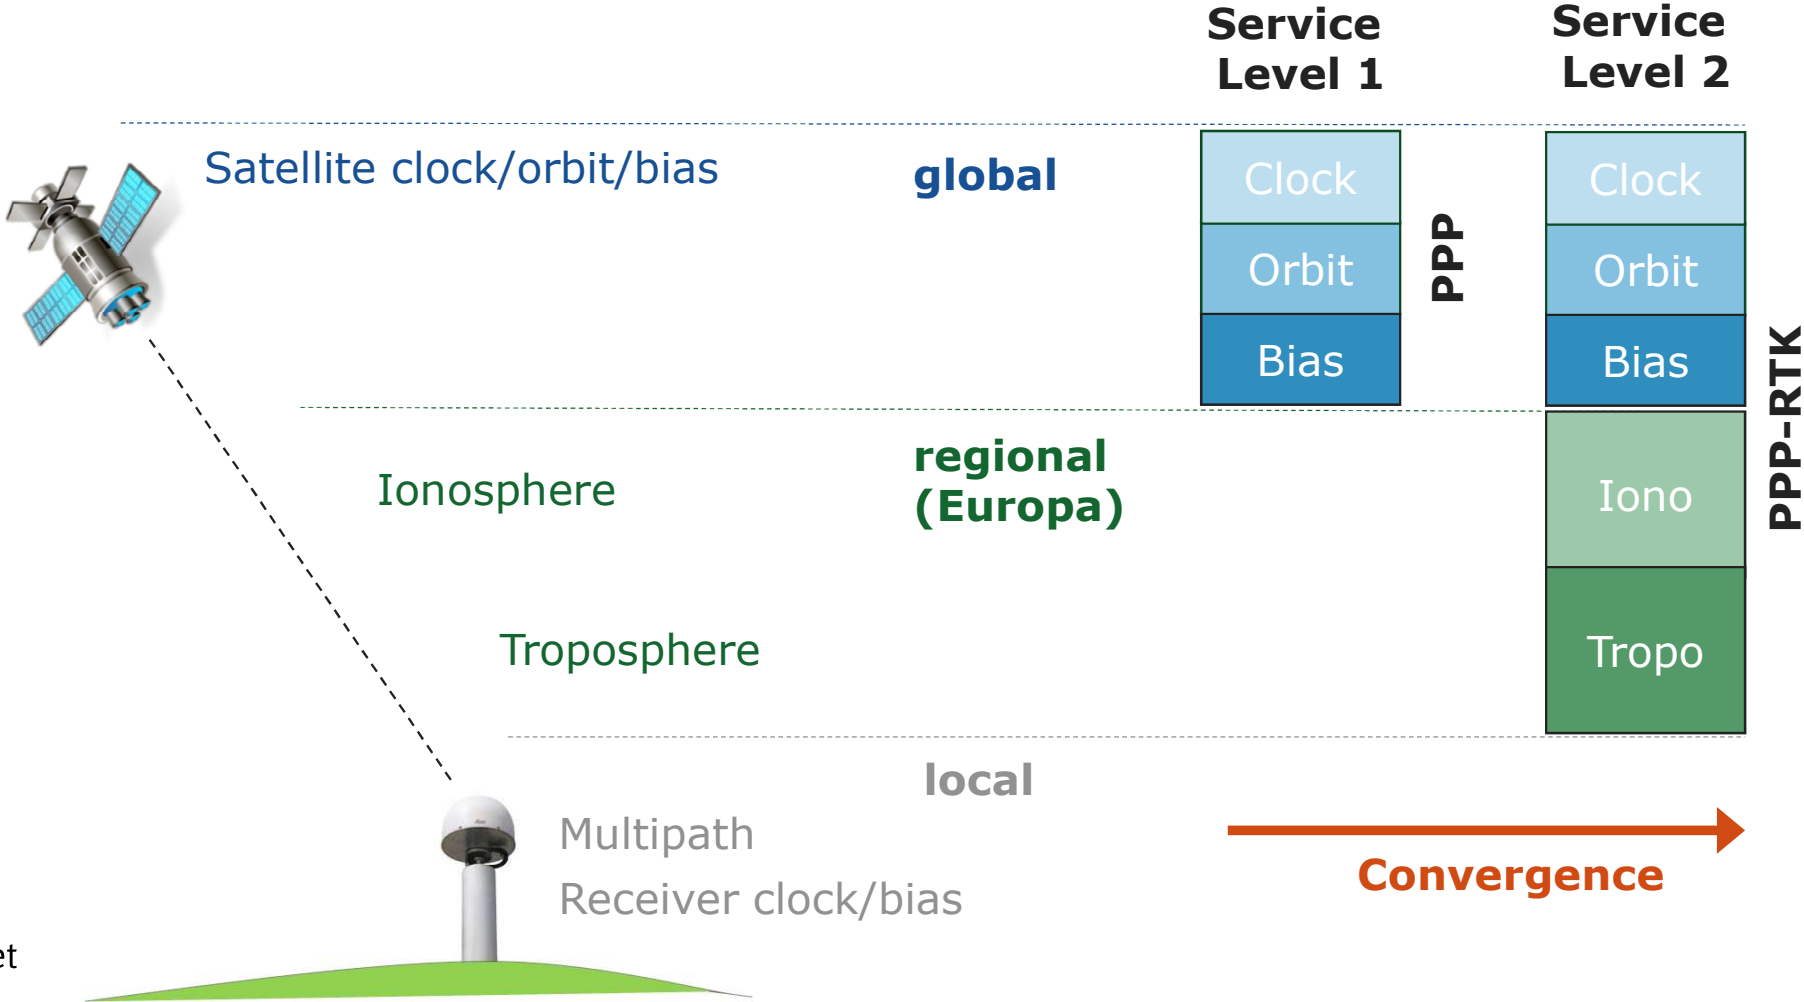 Service
Level 1
Service
Level 2
Satellite clock/orbit/bias
global
Clock
Orbit
Bias
PPP
Clock
Orbit
Bias
Iono
Tropo
PPP-RTK
Ionosphere
regional
(Europa)
Troposphere
local
Multipath
Receiver clock/bias
Convergence
et